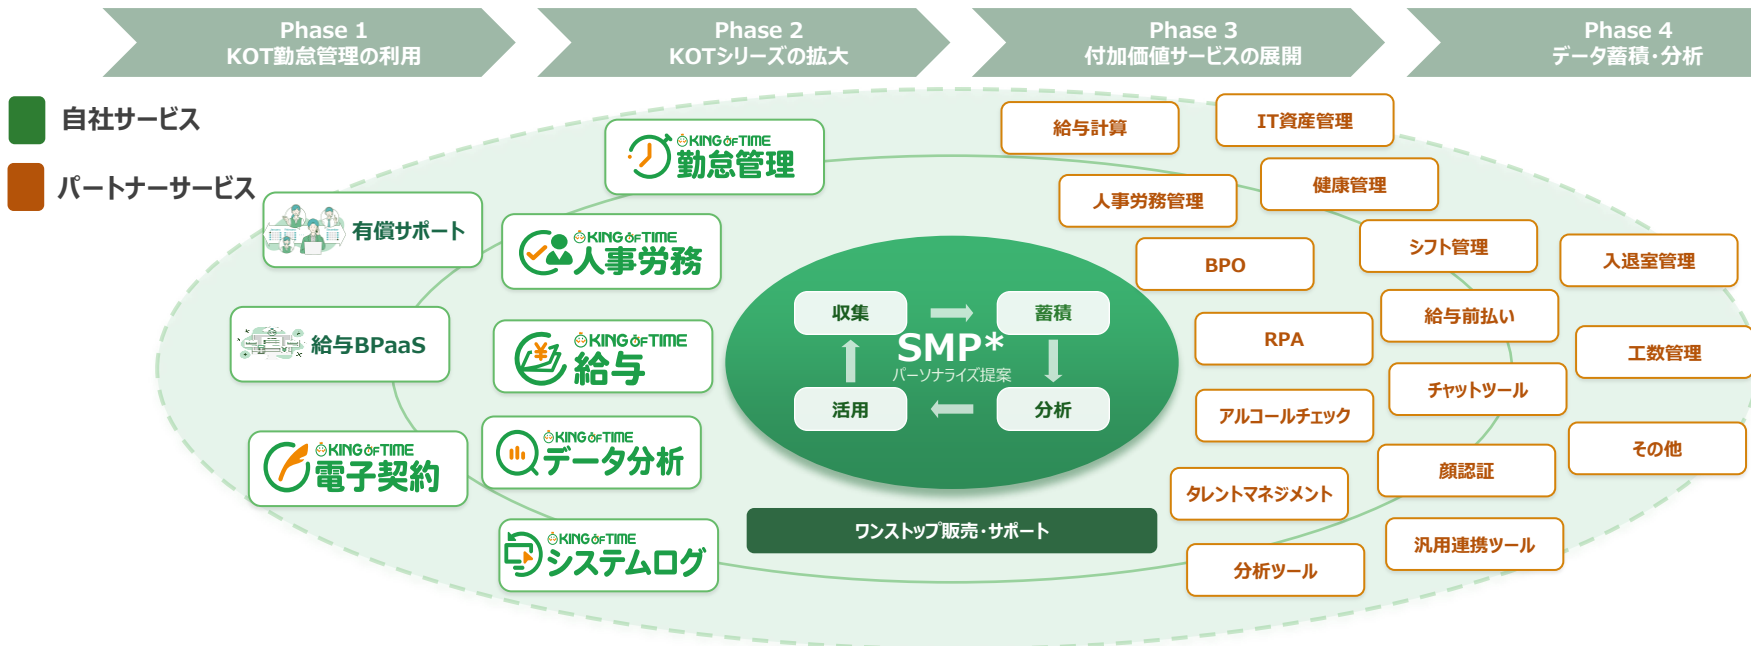 Phase 1
KOT勤怠管理の利用
Phase 2
KOTシリーズの拡大
Phase 3
付加価値サービスの展開
Phase 4
データ蓄積・分析
自社サービス
パートナーサービス
KING OF TIME
勤怠管理
有償サポート
KING OF TIME
人事労務
給与BPaaS
KING OF TIME
給与
KING OF TIME
電子契約
KING OF TIME
データ分析
KING OF TIME
システムログ
収集
蓄積
SMP*
パーソナライズ提案
活用
分析
ワンストップ販売・サポート
給与計算
IT資産管理
人事労務管理
健康管理
BPO
シフト管理
入退室管理
RPA
給与前払い
工数管理
アルコールチェック
チャットツール
その他
タレントマネジメント
顔認証
分析ツール
汎用連携ツール